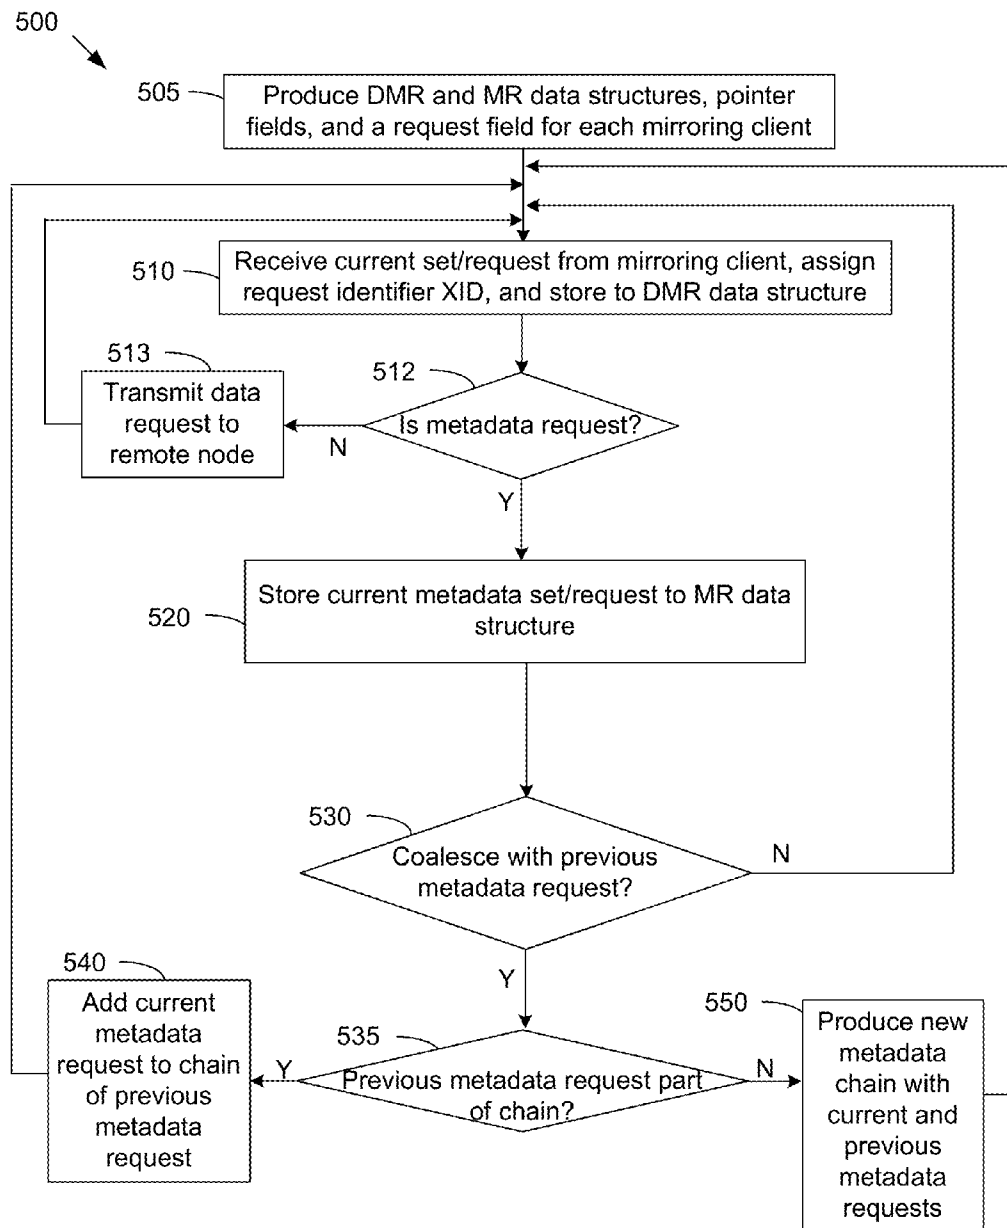 500
505
Produce DMR and MR data structures, pointer
fields, and a request field for each mirroring client
510
Receive current set/request from mirroring client, assign
request identifier XID, and store to DMR data structure
513
Transmit data
request to
remote node
512
Is metadata request?
N
Y
520
Store current metadata set/request to MR data
structure
530
Coalesce with previous
metadata request?
N
Y
540
Add current
metadata
request to chain
of previous
metadata
request
535
Previous metadata request part
of chain?
Y
N
550
Produce new
metadata
chain with
current and
previous
metadata
requests